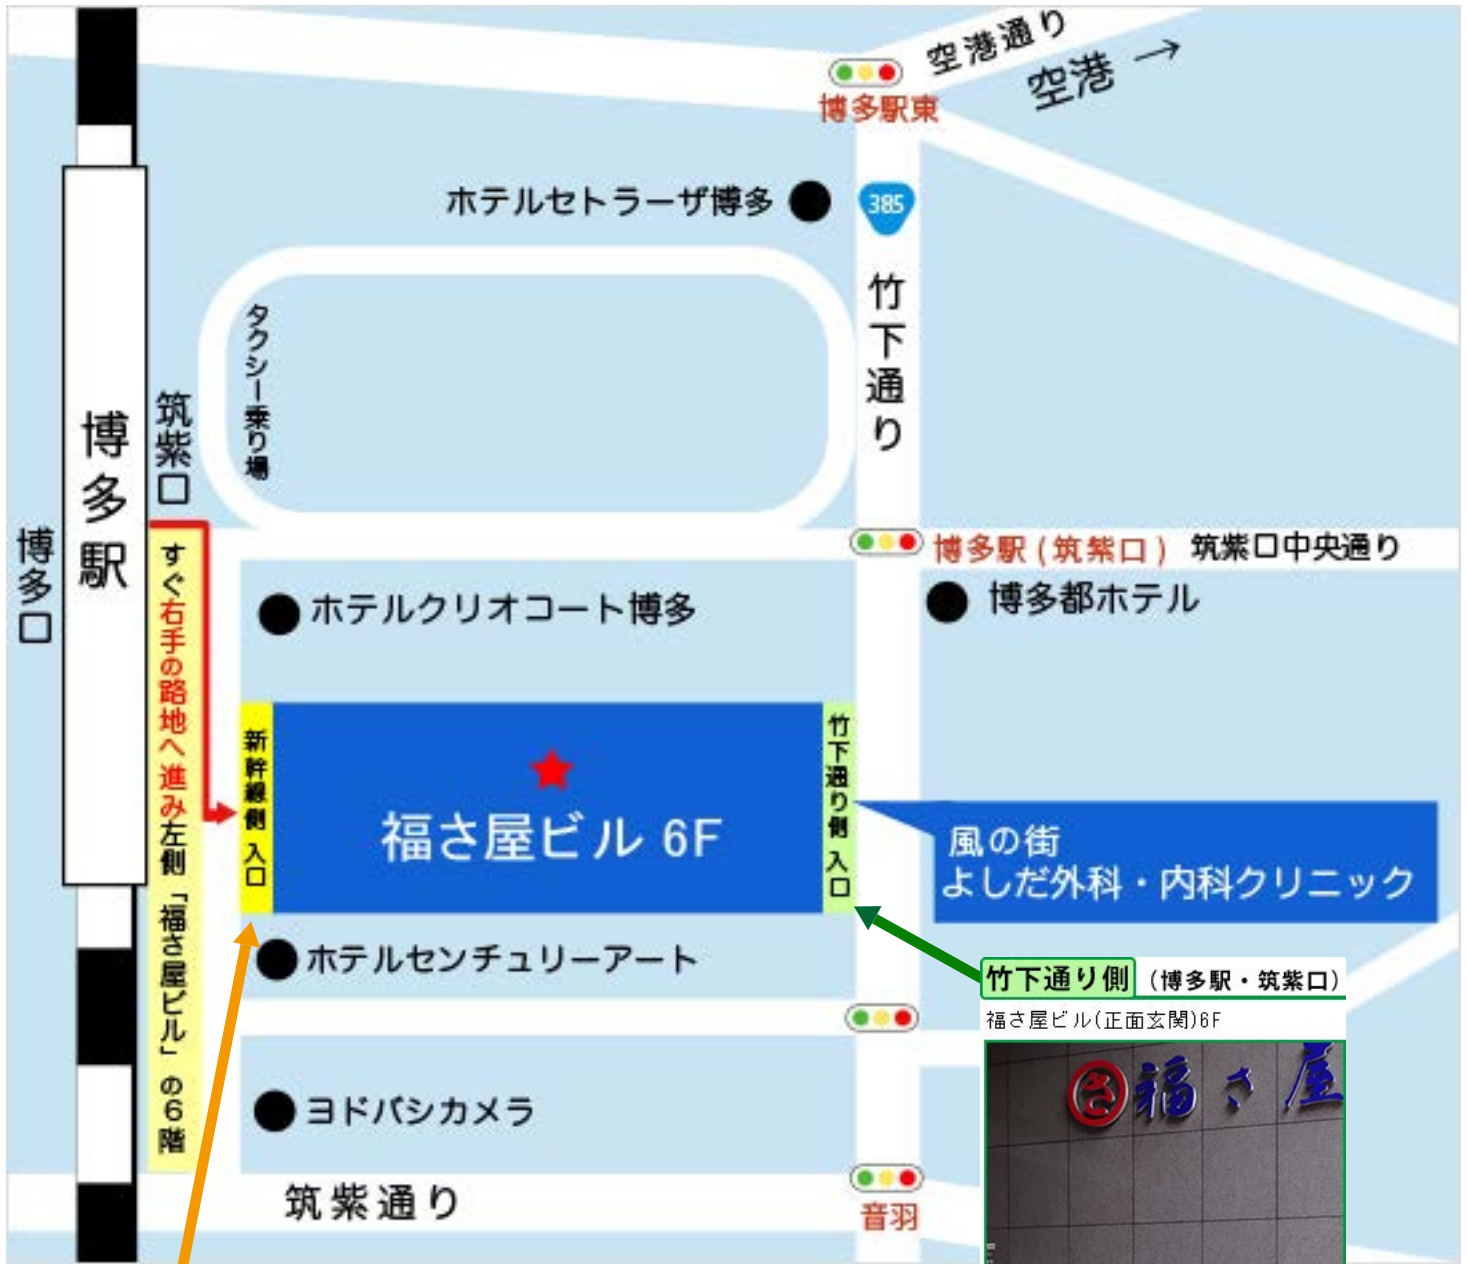 空港通り
空港 →
博多駅東
ホテルセトラーザ博多
385
竹下通り
タクシー乗り場
筑紫口
博多駅
博多口
博多駅(筑紫口)
筑紫口中央通り
すぐ右手の路地へ進み左側「福さ屋ビル」の6階
ホテルクリオコート博多
博多都ホテル
新幹線側 入口
福さ屋ビル 6F
竹下通り側 入口
風の街
よしだ外科・内科クリニック
ホテルセンチュリーアート
竹下通り側 (博多駅・筑紫口)
福さ屋ビル(正面玄関)6F
さ 福さ屋
ヨドバシカメラ
筑紫通り
音羽